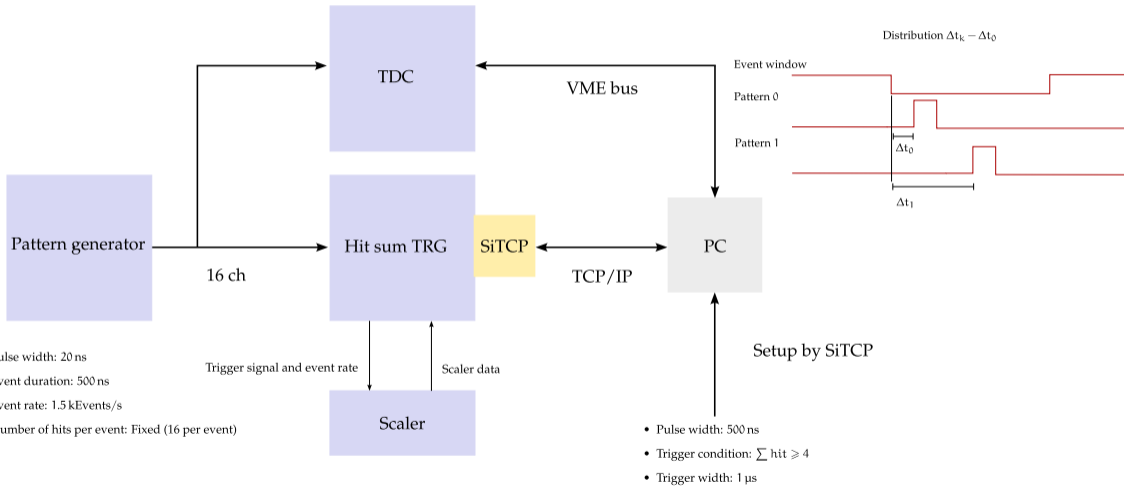 Distribution Δtₖ − Δt₀
Event window
Pattern 0
Δt₀
Pattern 1
Δt₁
TDC
VME bus
Pattern generator
16 ch
Hit sum TRG
SiTCP
TCP/IP
PC
Setup by SiTCP
Trigger signal and event rate
Scaler data
Scaler
ulse width: 20 ns
vent duration: 500 ns
vent rate: 1.5 kEvents/s
umber of hits per event: Fixed (16 per event)
• Pulse width: 500 ns
• Trigger condition: ∑ hit ⩾ 4
• Trigger width: 1 µs